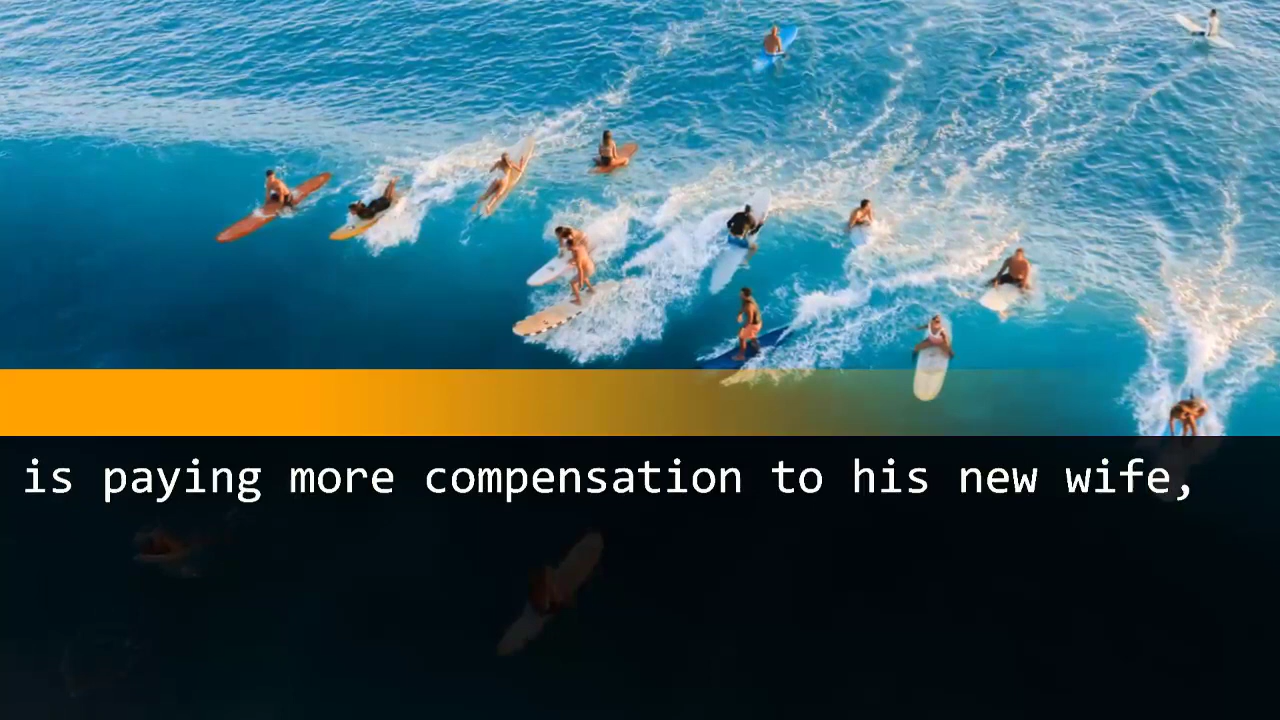 is paying more compensation to his new wife,